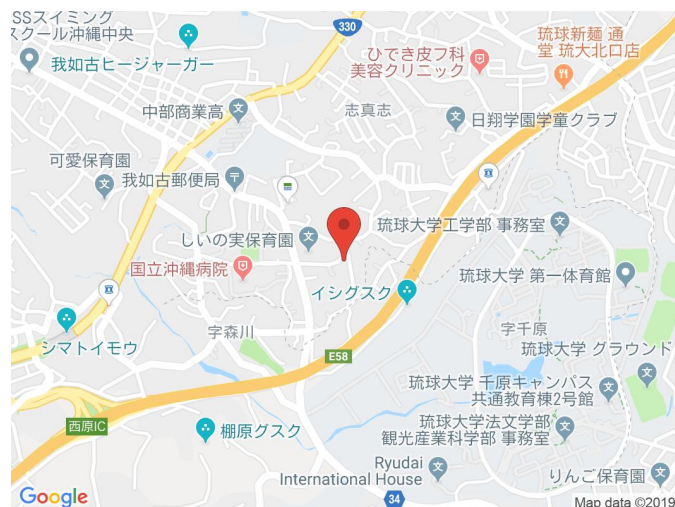 SSスイミング
スクール沖縄中央
330
琉球新麺 通
堂 琉大北口店
我如古ヒージャーガー
ひでき皮フ科
美容クリニック
中部商業高
志真志
日翔学園学童クラブ
可愛保育園
我如古郵便局
琉球大学工学部 事務室
しいの実保育園
国立沖縄病院
琉球大学 第一体育館
イシグスク
字森川
字千原
シマトイモウ
E58
琉球大学 グラウンド
琉球大学 千原キャンパス
共通教育棟2号館
西原IC
棚原グスク
琉球大学法文学部
観光産業科学部 事務室
Ryudai
International House
りんご保育園
34
Google
Map data ©2019